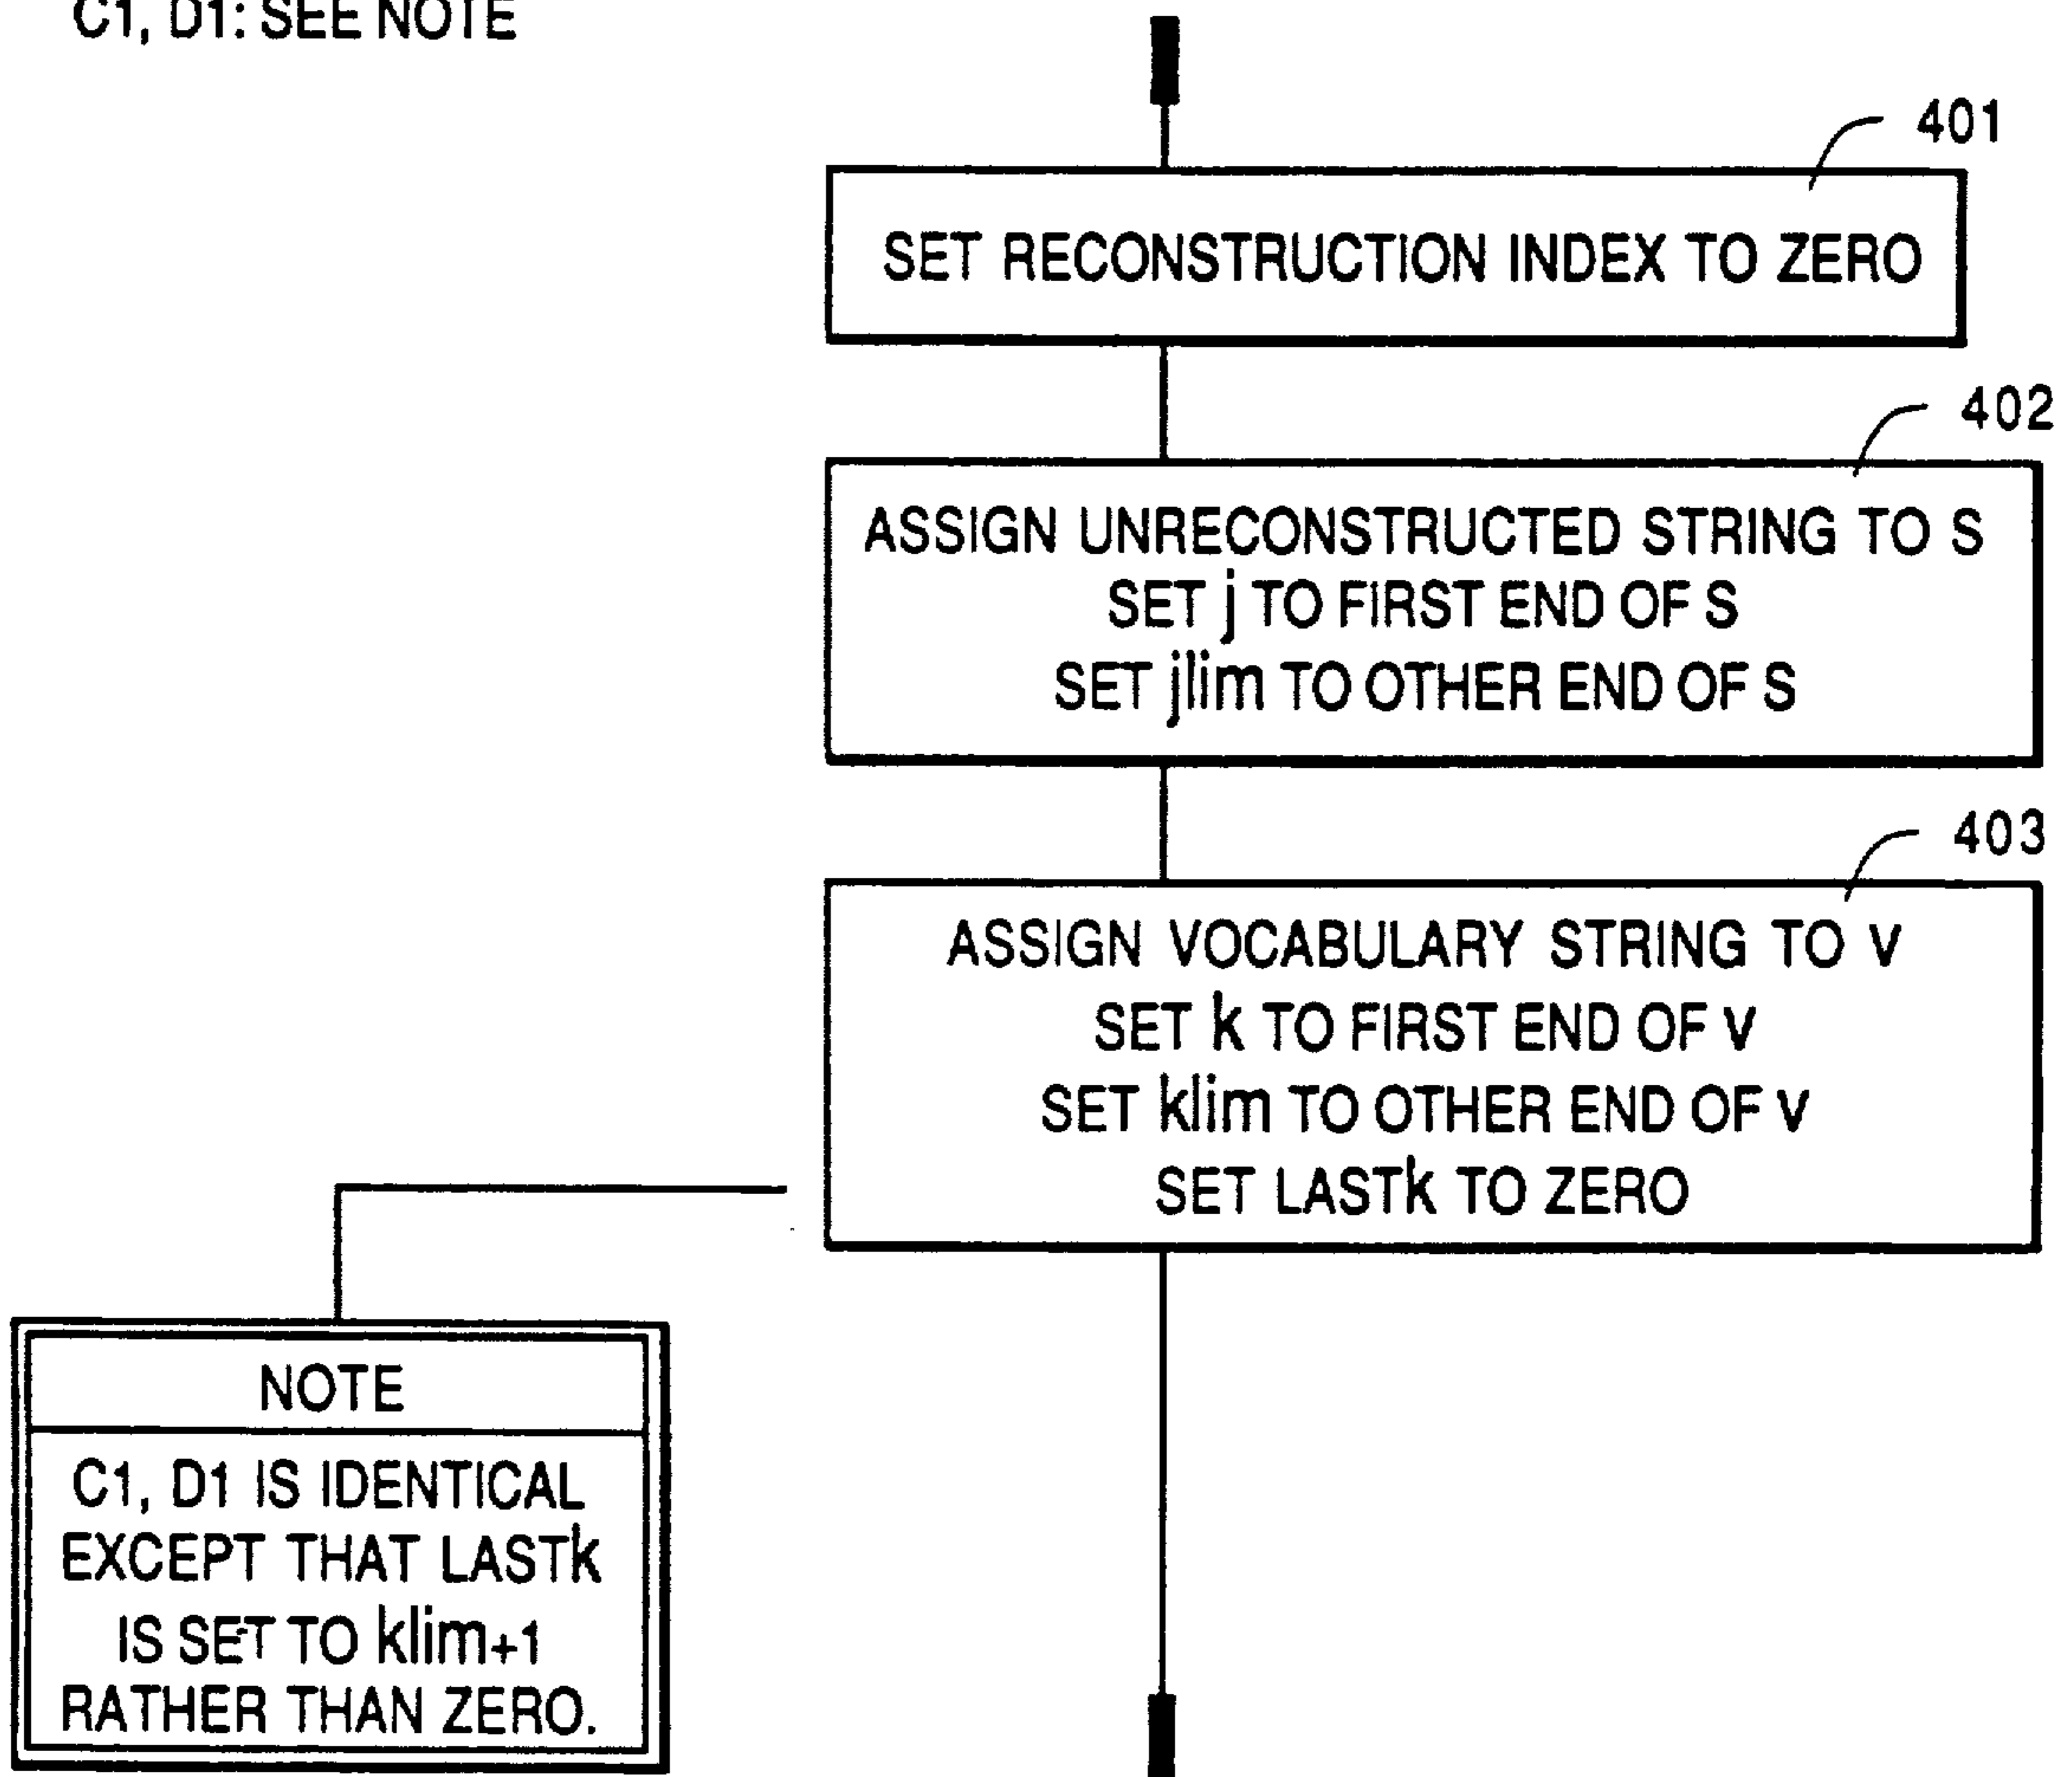 C1, D1: SEE NOTE
401
SET RECONSTRUCTION INDEX TO ZERO
402
ASSIGN UNRECONSTRUCTED STRING TO S
SET j TO FIRST END OF S
SET jlim TO OTHER END OF S
403
ASSIGN VOCABULARY STRING TO V
SET k TO FIRST END OF V
SET klim TO OTHER END OF V
SET LASTk TO ZERO
NOTE
C1, D1 IS IDENTICAL
EXCEPT THAT LASTk
IS SET TO klim+1
RATHER THAN ZERO.